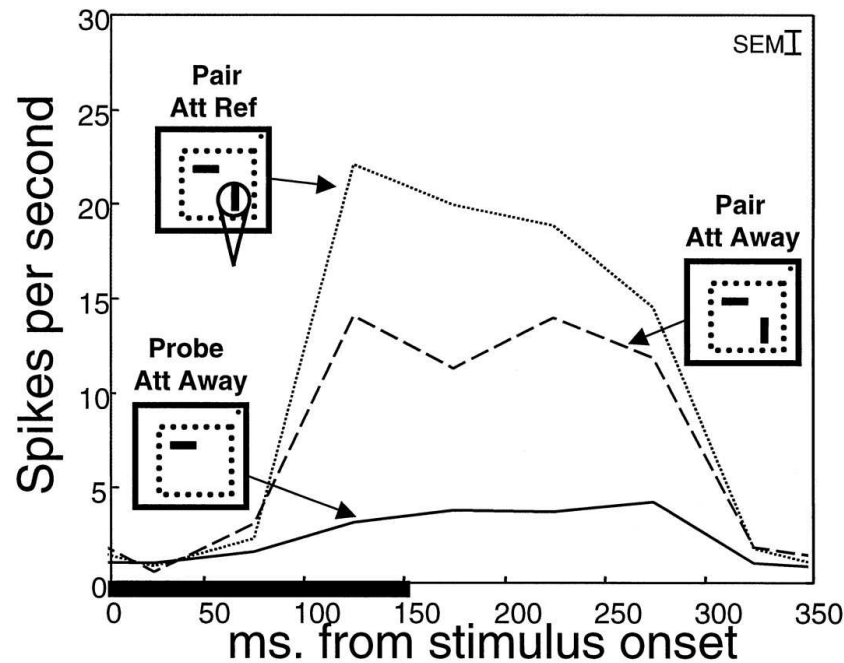 30
SEM
Pair
Att Ref
25
20
Pair
Att Away
15
Probe
Att Away
10
5
0
Spikes per second
0 50 100 150 200 250 300 350
ms. from stimulus onset